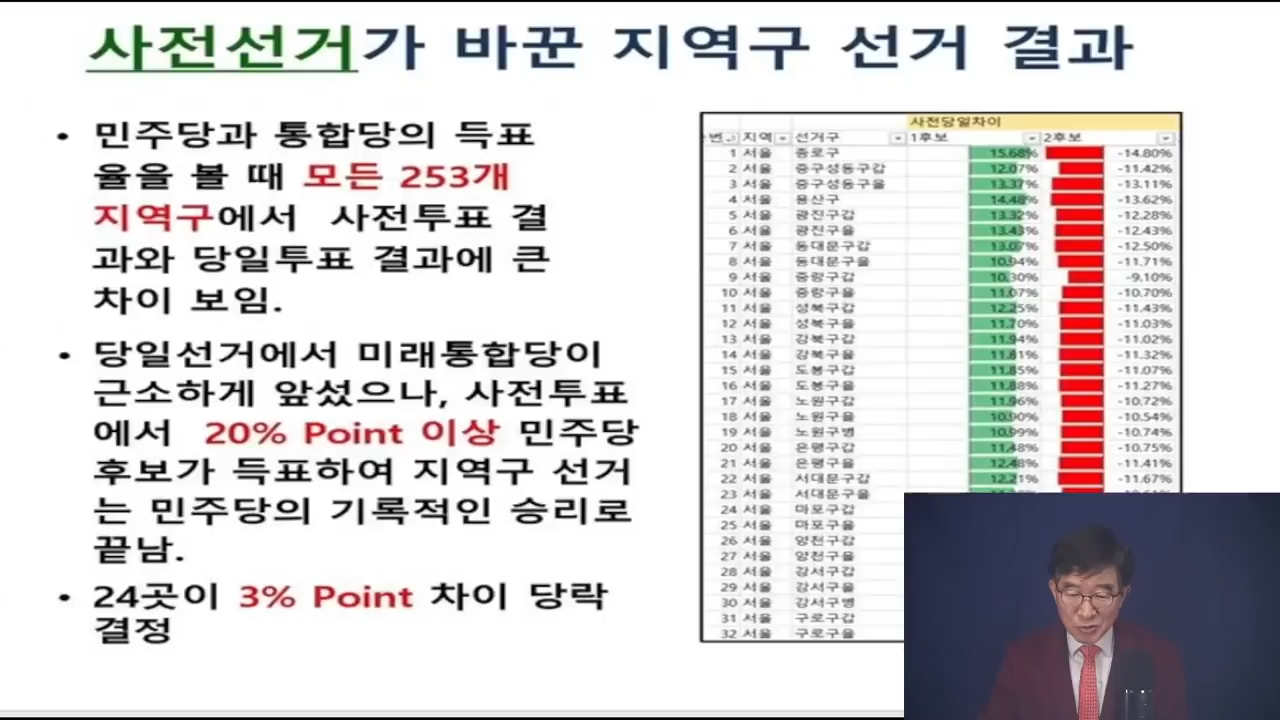 사전선거가 바꾼 지역구 선거 결과
• 민주당과 통합당의 득표
율을 볼 때 모든 253개
지역구에서 사전투표 결
과와 당일투표 결과에 큰
차이 보임.
• 당일선거에서 미래통합당이
근소하게 앞섰으나, 사전투표
에서 20% Point 이상 민주당
후보가 득표하여 지역구 선거
는 민주당의 기록적인 승리로
끝남.
• 24곳이 3% Point 차이 당락
결정
사전당일차이
번 지역 선거구 1후보 2후보
1 서울 종로구 15.68% -14.80%
2 서울 중구성동구갑 12.07% -11.42%
3 서울 중구성동구을 13.37% -13.11%
4 서울 용산구 14.48% -13.62%
5 서울 광진구갑 13.32% -12.28%
6 서울 광진구을 13.43% -12.43%
7 서울 동대문구갑 13.07% -12.50%
8 서울 동대문구을 10.94% -11.71%
9 서울 중랑구갑 10.30% -9.10%
10 서울 중랑구을 11.07% -10.70%
11 서울 성북구갑 12.25% -11.43%
12 서울 성북구을 11.70% -11.03%
13 서울 강북구갑 11.94% -11.02%
14 서울 강북구을 11.81% -11.32%
15 서울 도봉구갑 11.85% -11.07%
16 서울 도봉구을 11.88% -11.27%
17 서울 노원구갑 11.96% -10.72%
18 서울 노원구을 10.90% -10.54%
19 서울 노원구병 10.99% -10.74%
20 서울 은평구갑 11.48% -10.75%
21 서울 은평구을 12.48% -11.41%
22 서울 서대문구갑 12.21% -11.67%
23 서울 서대문구을
24 서울 마포구갑
25 서울 마포구을
26 서울 양천구갑
27 서울 양천구을
28 서울 강서구갑
29 서울 강서구을
30 서울 강서구병
31 서울 구로구갑
32 서울 구로구을